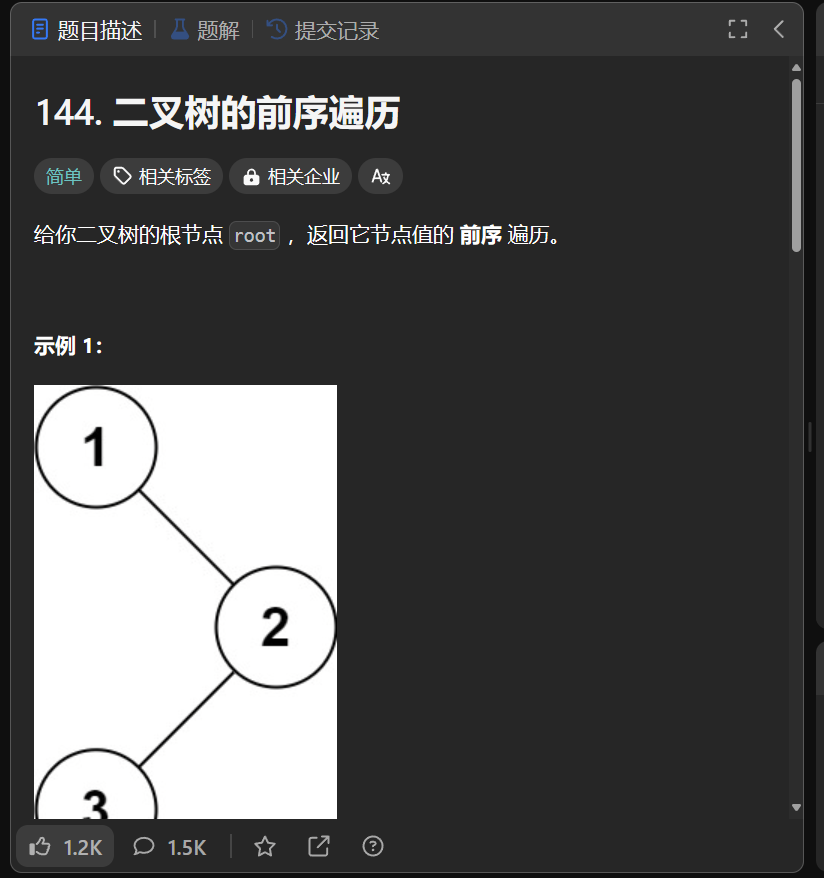 题目描述 题解 提交记录
144. 二叉树的前序遍历
简单 相关标签 相关企业
给你二叉树的根节点 root ，返回它节点值的 前序 遍历。
示例 1：
1
2
3
1.2K 1.5K